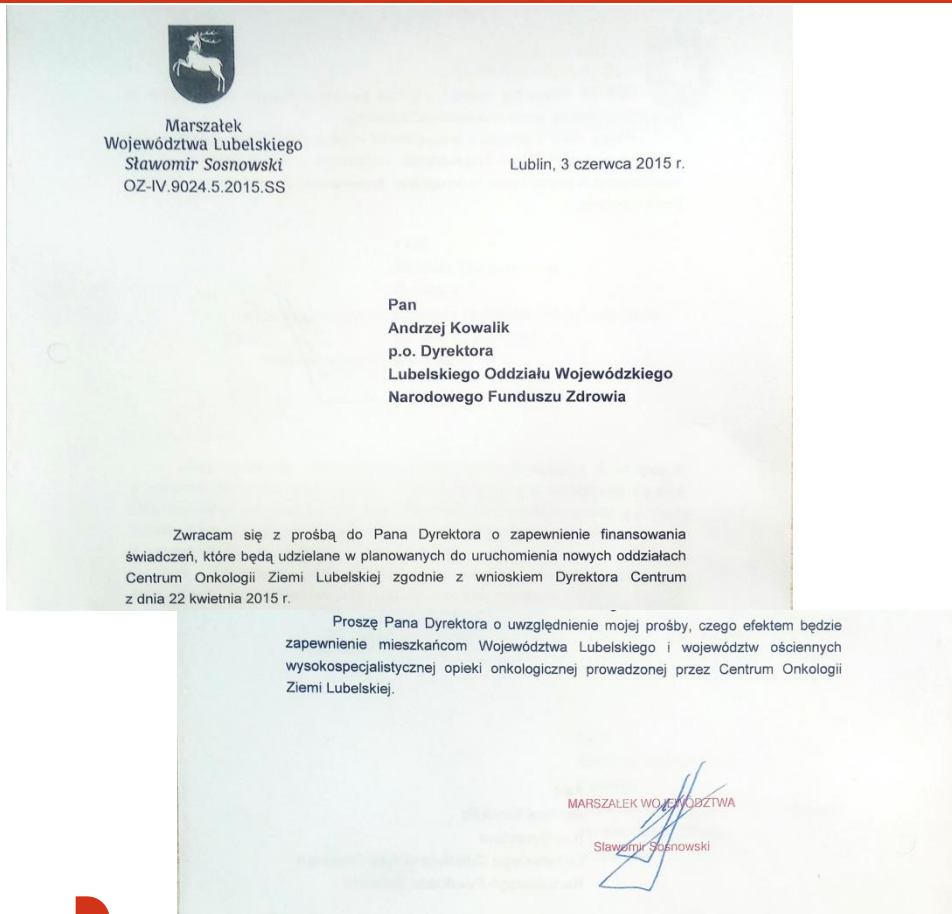 Marszałek
Województwa Lubelskiego
Sławomir Sosnowski
OZ-IV.9024.5.2015.SS
Lublin, 3 czerwca 2015 r.
Pan
Andrzej Kowalik
p.o. Dyrektora
Lubelskiego Oddziału Wojewódzkiego
Narodowego Funduszu Zdrowia
Zwracam się z prośbą do Pana Dyrektora o zapewnienie finansowania
świadczeń, które będą udzielane w planowanych do uruchomienia nowych oddziałach
Centrum Onkologii Ziemi Lubelskiej zgodnie z wnioskiem Dyrektora Centrum
z dnia 22 kwietnia 2015 r.
Proszę Pana Dyrektora o uwzględnienie mojej prośby, czego efektem będzie
zapewnienie mieszkańcom Województwa Lubelskiego i województw ościennych
wysokospecjalistycznej opieki onkologicznej prowadzonej przez Centrum Onkologii
Ziemi Lubelskiej.
MARSZAŁEK WOJEWÓDZTWA
Sławomir Sosnowski